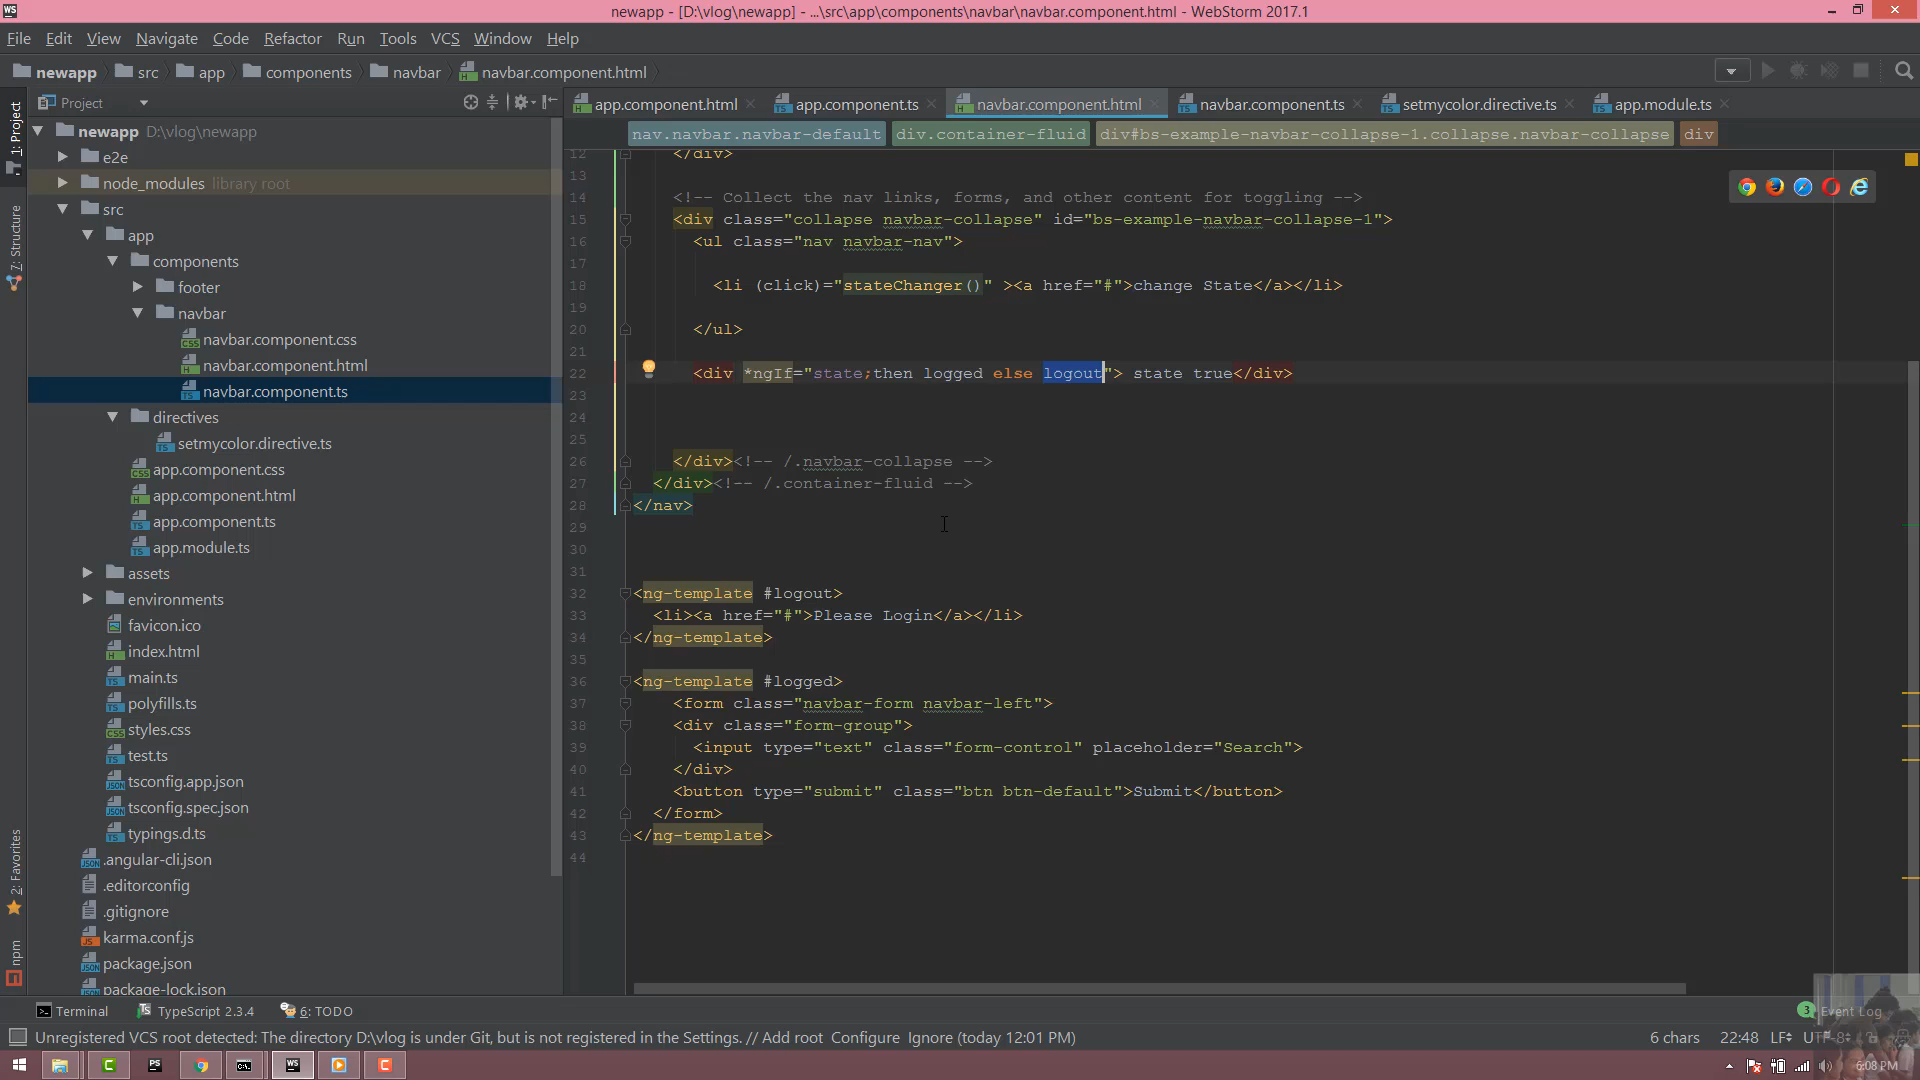 WS
newapp - [D:\vlog\newapp] - ...\src\app\components\navbar\navbar.component.html - WebStorm 2017.1
File Edit View Navigate Code Refactor Run Tools VCS Window Help
newapp src app components navbar navbar.component.html
Project
app.component.html app.component.ts navbar.component.html navbar.component.ts setmycolor.directive.ts app.module.ts
nav.navbar.navbar-default div.container-fluid div#bs-example-navbar-collapse-1.collapse.navbar-collapse div
1: Project
7: Structure
2: Favorites
npm
newapp D:\vlog\newapp
e2e
node_modules library root
src
app
components
footer
navbar
navbar.component.css
navbar.component.html
navbar.component.ts
directives
setmycolor.directive.ts
app.component.css
app.component.html
app.component.ts
app.module.ts
assets
environments
favicon.ico
index.html
main.ts
polyfills.ts
styles.css
test.ts
tsconfig.app.json
tsconfig.spec.json
typings.d.ts
.angular-cli.json
.editorconfig
.gitignore
karma.conf.js
package.json
package-lock.json
12 </div>
13
14 <!-- Collect the nav links, forms, and other content for toggling -->
15 <div class="collapse navbar-collapse" id="bs-example-navbar-collapse-1">
16 <ul class="nav navbar-nav">
17
18 <li (click)="stateChanger()" ><a href="#">change State</a></li>
19
20 </ul>
21
22 <div *ngIf="state;then logged else logout"> state true</div>
23
24
25
26 </div><!-- /.navbar-collapse -->
27 </div><!-- /.container-fluid -->
28 </nav>
29
30
31
32 <ng-template #logout>
33 <li><a href="#">Please Login</a></li>
34 </ng-template>
35
36 <ng-template #logged>
37 <form class="navbar-form navbar-left">
38 <div class="form-group">
39 <input type="text" class="form-control" placeholder="Search">
40 </div>
41 <button type="submit" class="btn btn-default">Submit</button>
42 </form>
43 </ng-template>
44
Terminal TypeScript 2.3.4 6: TODO 3 Event Log
Unregistered VCS root detected: The directory D:\vlog is under Git, but is not registered in the Settings. // Add root Configure Ignore (today 12:01 PM) 6 chars 22:48 LF÷ UTF-8÷
PS WS 6:08 PM